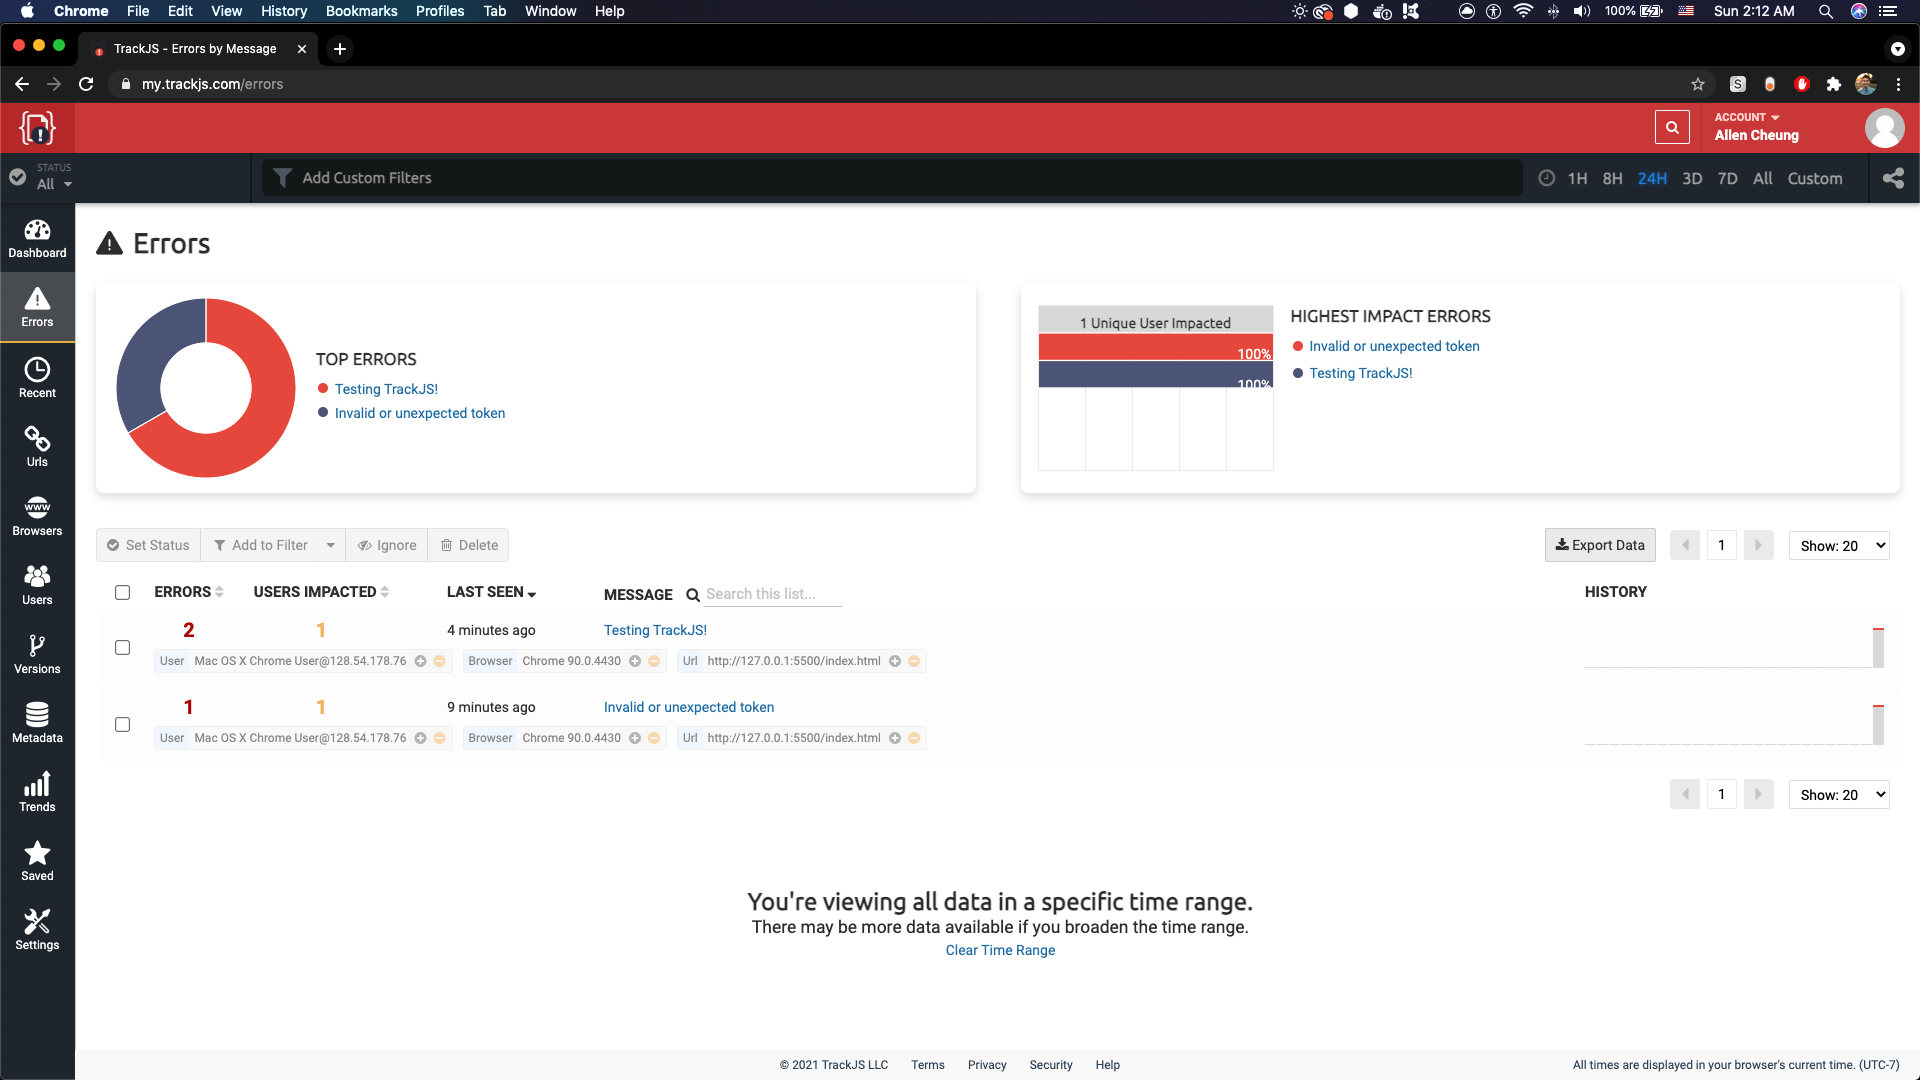 Chrome File Edit View History Bookmarks Profiles Tab Window Help 100% Sun 2:12 AM
TrackJS - Errors by Message
my.trackjs.com/errors
ACCOUNT
Allen Cheung
STATUS
All
Add Custom Filters
1H 8H 24H 3D 7D All Custom
Dashboard
Errors
Recent
Urls
www
Browsers
Users
Versions
Metadata
Trends
Saved
Settings
Errors
TOP ERRORS
Testing TrackJS!
Invalid or unexpected token
1 Unique User Impacted
100%
100%
HIGHEST IMPACT ERRORS
Invalid or unexpected token
Testing TrackJS!
Set Status Add to Filter Ignore Delete
Export Data 1 Show: 20
ERRORS USERS IMPACTED LAST SEEN MESSAGE Search this list... HISTORY
2 1 4 minutes ago Testing TrackJS!
User Mac OS X Chrome User@128.54.178.76 Browser Chrome 90.0.4430 Url http://127.0.0.1:5500/index.html
1 1 9 minutes ago Invalid or unexpected token
User Mac OS X Chrome User@128.54.178.76 Browser Chrome 90.0.4430 Url http://127.0.0.1:5500/index.html
1 Show: 20
You're viewing all data in a specific time range.
There may be more data available if you broaden the time range.
Clear Time Range
© 2021 TrackJS LLC Terms Privacy Security Help
All times are displayed in your browser's current time. (UTC-7)